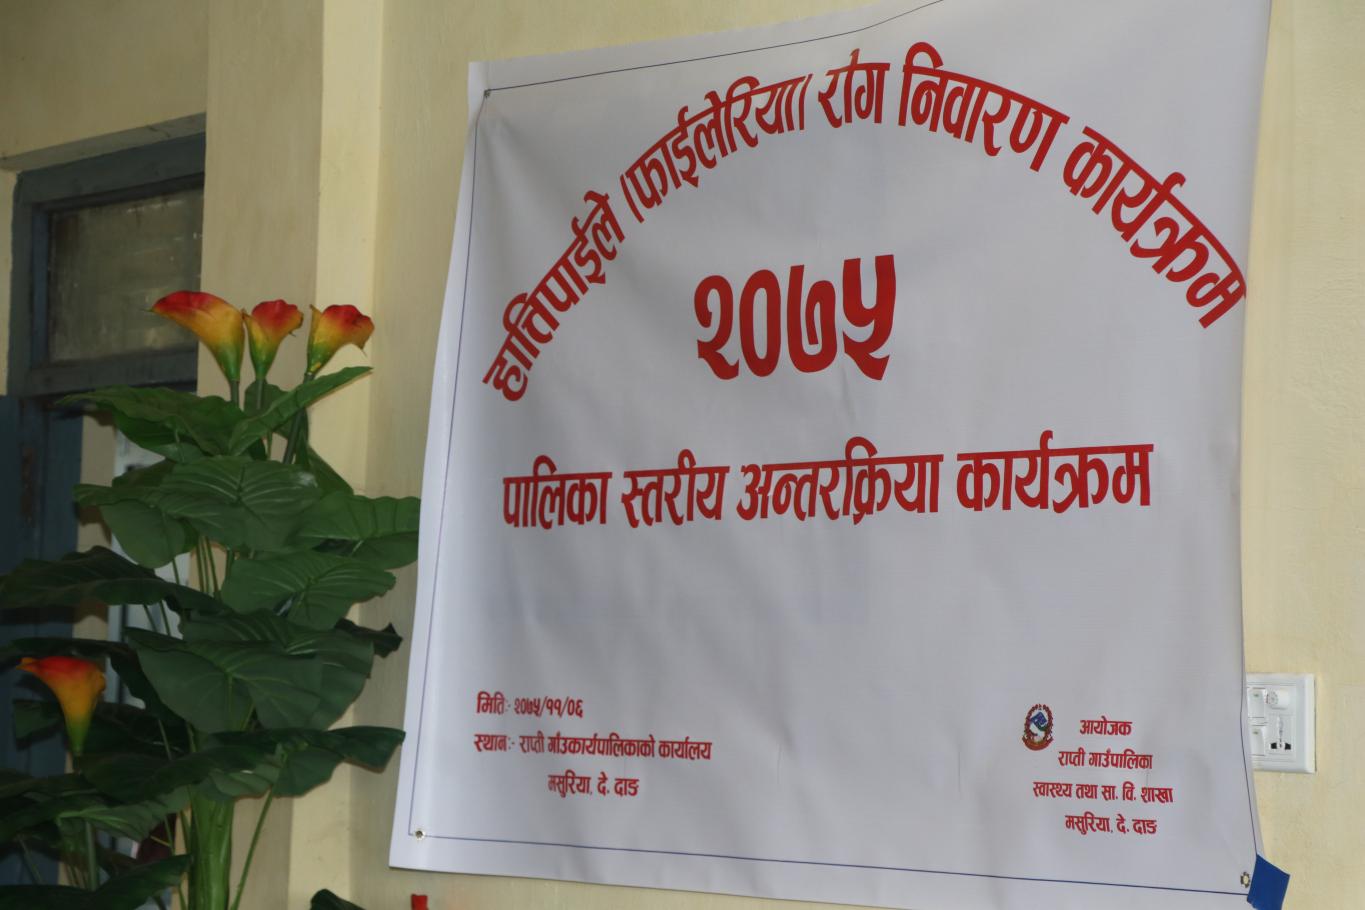 हात्तिपाईले (फाईलेरिया) रोग निवारण कार्यक्रम
२०७५
पालिका स्तरीय अन्तरक्रिया कार्यक्रम
मितिः- २०७५/११/०६
स्थानः- राप्ती गाँउकार्यपालिकाको कार्यालय
मसुरिया, दे. दाङ
आयोजक
राप्ती गाउँपालिका
स्वास्थ्य तथा सा. वि. शाखा
मसुरिया, दे. दाङ